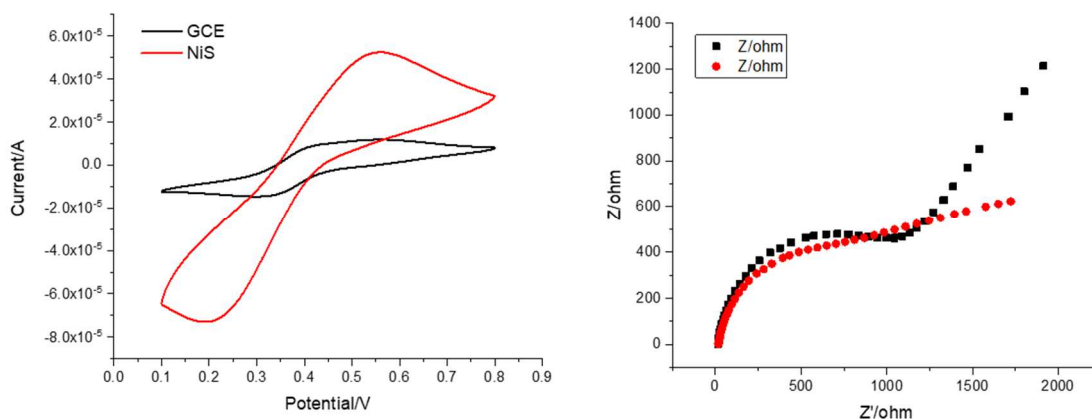 GCE
NiS
6.0x10-5
4.0x10-5
2.0x10-5
0.0
-2.0x10-5
-4.0x10-5
-6.0x10-5
-8.0x10-5
Current/A
0.0 0.1 0.2 0.3 0.4 0.5 0.6 0.7 0.8 0.9
Potential/V
Z/ohm
Z/ohm
1400
1200
1000
800
600
400
200
0
Z/ohm
0 500 1000 1500 2000
Z'/ohm